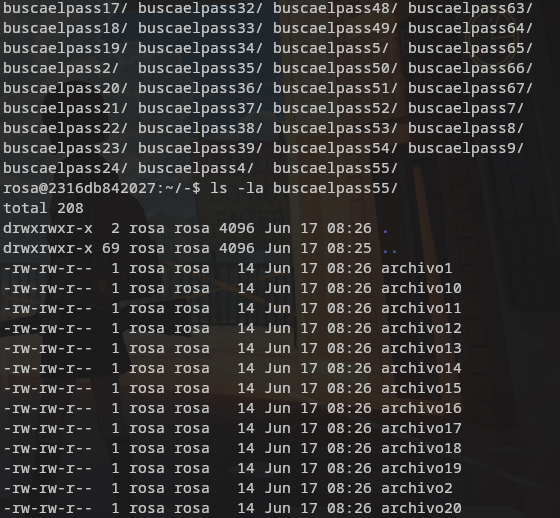 buscaelpass17/ buscaelpass32/ buscaelpass48/ buscaelpass63/
buscaelpass18/ buscaelpass33/ buscaelpass49/ buscaelpass64/
buscaelpass19/ buscaelpass34/ buscaelpass5/ buscaelpass65/
buscaelpass2/ buscaelpass35/ buscaelpass50/ buscaelpass66/
buscaelpass20/ buscaelpass36/ buscaelpass51/ buscaelpass67/
buscaelpass21/ buscaelpass37/ buscaelpass52/ buscaelpass7/
buscaelpass22/ buscaelpass38/ buscaelpass53/ buscaelpass8/
buscaelpass23/ buscaelpass39/ buscaelpass54/ buscaelpass9/
buscaelpass24/ buscaelpass4/ buscaelpass55/
rosa@2316db842027:~/-$ ls -la buscaelpass55/
total 208
drwxrwxr-x 2 rosa rosa 4096 Jun 17 08:26 .
drwxrwxr-x 69 rosa rosa 4096 Jun 17 08:25 ..
-rw-rw-r-- 1 rosa rosa 14 Jun 17 08:26 archivo1
-rw-rw-r-- 1 rosa rosa 14 Jun 17 08:26 archivo10
-rw-rw-r-- 1 rosa rosa 14 Jun 17 08:26 archivo11
-rw-rw-r-- 1 rosa rosa 14 Jun 17 08:26 archivo12
-rw-rw-r-- 1 rosa rosa 14 Jun 17 08:26 archivo13
-rw-rw-r-- 1 rosa rosa 14 Jun 17 08:26 archivo14
-rw-rw-r-- 1 rosa rosa 14 Jun 17 08:26 archivo15
-rw-rw-r-- 1 rosa rosa 14 Jun 17 08:26 archivo16
-rw-rw-r-- 1 rosa rosa 14 Jun 17 08:26 archivo17
-rw-rw-r-- 1 rosa rosa 14 Jun 17 08:26 archivo18
-rw-rw-r-- 1 rosa rosa 14 Jun 17 08:26 archivo19
-rw-rw-r-- 1 rosa rosa 14 Jun 17 08:26 archivo2
-rw-rw-r-- 1 rosa rosa 14 Jun 17 08:26 archivo20